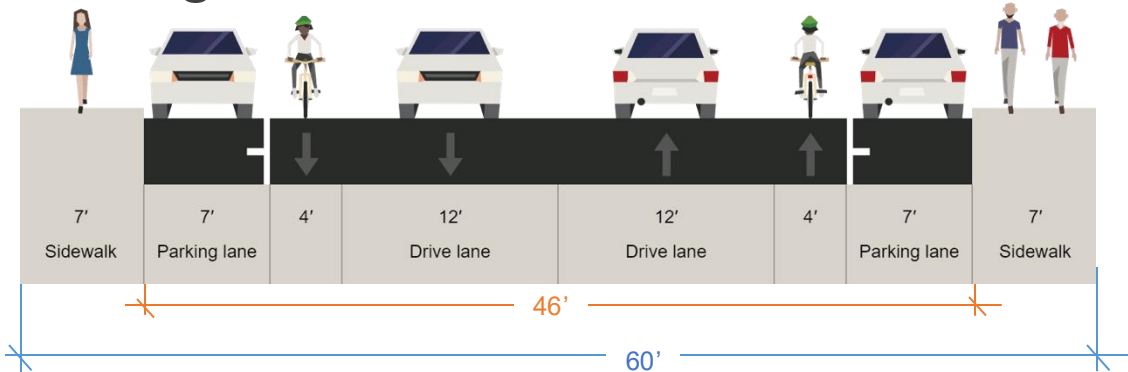 7′ 7′ 4′ 12′ 12′ 4′ 7′ 7′
Sidewalk Parking lane Drive lane Drive lane Parking lane Sidewalk
46’
60’